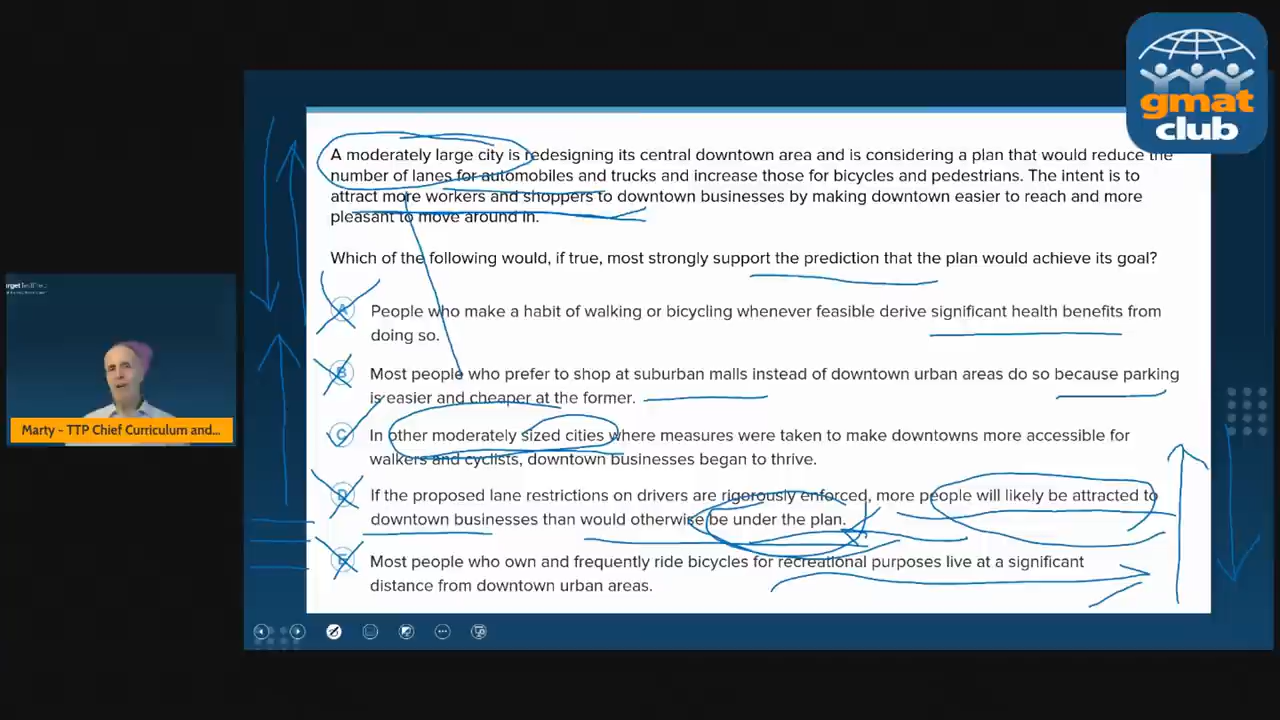 gmat
club
A moderately large city is redesigning its central downtown area and is considering a plan that would reduce the
number of lanes for automobiles and trucks and increase those for bicycles and pedestrians. The intent is to
attract more workers and shoppers to downtown businesses by making downtown easier to reach and more
pleasant to move around in.
Which of the following would, if true, most strongly support the prediction that the plan would achieve its goal?
A People who make a habit of walking or bicycling whenever feasible derive significant health benefits from
doing so.
B Most people who prefer to shop at suburban malls instead of downtown urban areas do so because parking
is easier and cheaper at the former.
C In other moderately sized cities where measures were taken to make downtowns more accessible for
walkers and cyclists, downtown businesses began to thrive.
D If the proposed lane restrictions on drivers are rigorously enforced, more people will likely be attracted to
downtown businesses than would otherwise be under the plan.
E Most people who own and frequently ride bicycles for recreational purposes live at a significant
distance from downtown urban areas.
Marty - TTP Chief Curriculum and...